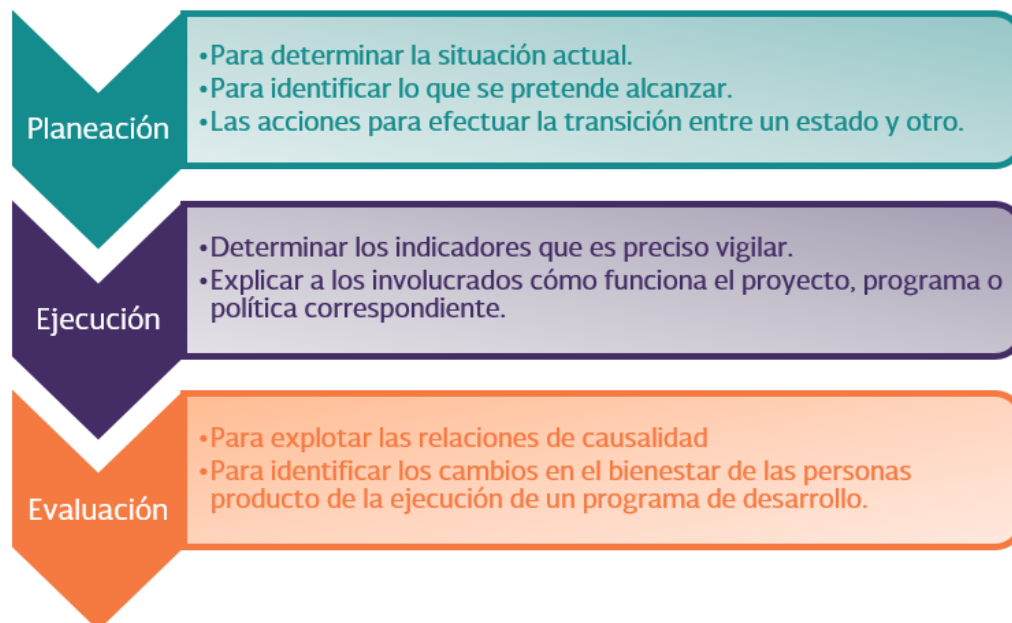 Planeación
•Para determinar la situación actual.
•Para identificar lo que se pretende alcanzar.
•Las acciones para efectuar la transición entre un estado y otro.
Ejecución
•Determinar los indicadores que es preciso vigilar.
•Explicar a los involucrados cómo funciona el proyecto, programa o
política correspondiente.
Evaluación
•Para explotar las relaciones de causalidad
•Para identificar los cambios en el bienestar de las personas
producto de la ejecución de un programa de desarrollo.